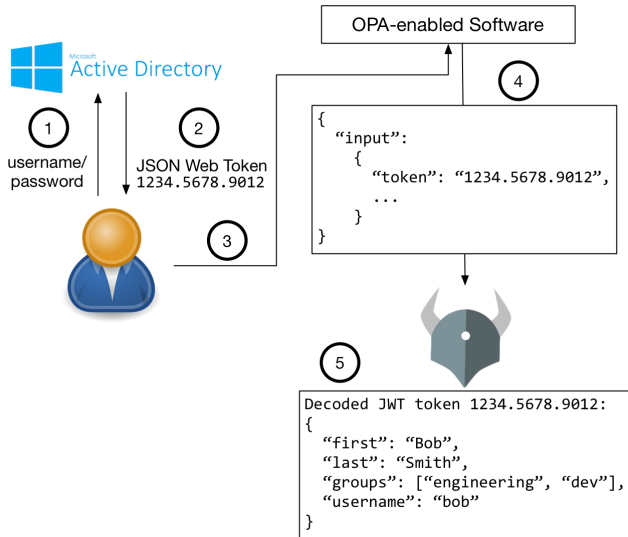 OPA-enabled Software
Microsoft
Active Directory
1
username/
password
2
JSON Web Token
1234.5678.9012
3
4
{
“input”:
{
“token”: “1234.5678.9012”,
...
}
}
5
Decoded JWT token 1234.5678.9012:
{
“first”: “Bob”,
“last”: “Smith”,
“groups”: [“engineering”, “dev”],
“username”: “bob”
}